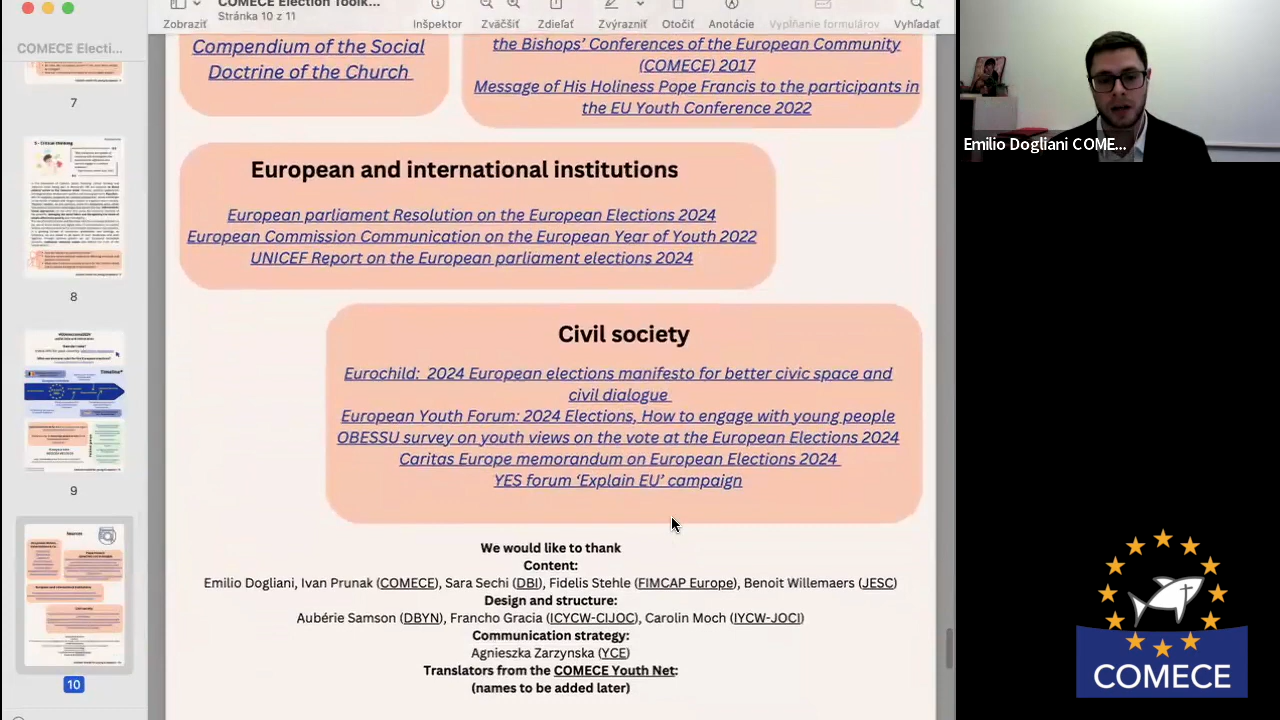 COMECE Election Toolk...
Stránka 10 z 11
Zobraziť
Inšpektor
Zväčšiť
Zdieľať
Zvýrazniť
Otočiť
Anotácie
Vypĺňanie formulárov
Vyhľadať
COMECE Electi...
7
5 - Critical thinking
8
Timeline*
9
Sources
10
Compendium of the Social
Doctrine of the Church
the Bishops' Conferences of the European Community
(COMECE) 2017
Message of His Holiness Pope Francis to the participants in
the EU Youth Conference 2022
European and international institutions
European parliament Resolution on the European Elections 2024
European Commission Communication on the European Year of Youth 2022
UNICEF Report on the European parliament elections 2024
Civil society
Eurochild: 2024 European elections manifesto for better civic space and
civil dialogue
European Youth Forum: 2024 Elections, How to engage with young people
OBESSU survey on youth views on the vote at the European Elections 2024
Caritas Europa memorandum on European Elections 2024
YES forum ‘Explain EU’ campaign
We would like to thank
Content:
Emilio Dogliani, Ivan Prunak (COMECE), Sara Sechi (DBI), Fidelis Stehle (FIMCAP Europe), Benoit Willemaers (JESC)
Design and structure:
Aubérie Samson (DBYN), Francho Gracia (ICYCW-CIJOC), Carolin Moch (IYCW-JOCI)
Communication strategy:
Agnieszka Zarzynska (YCE)
Translators from the COMECE Youth Net:
(names to be added later)
Emilio Dogliani COME...
COMECE